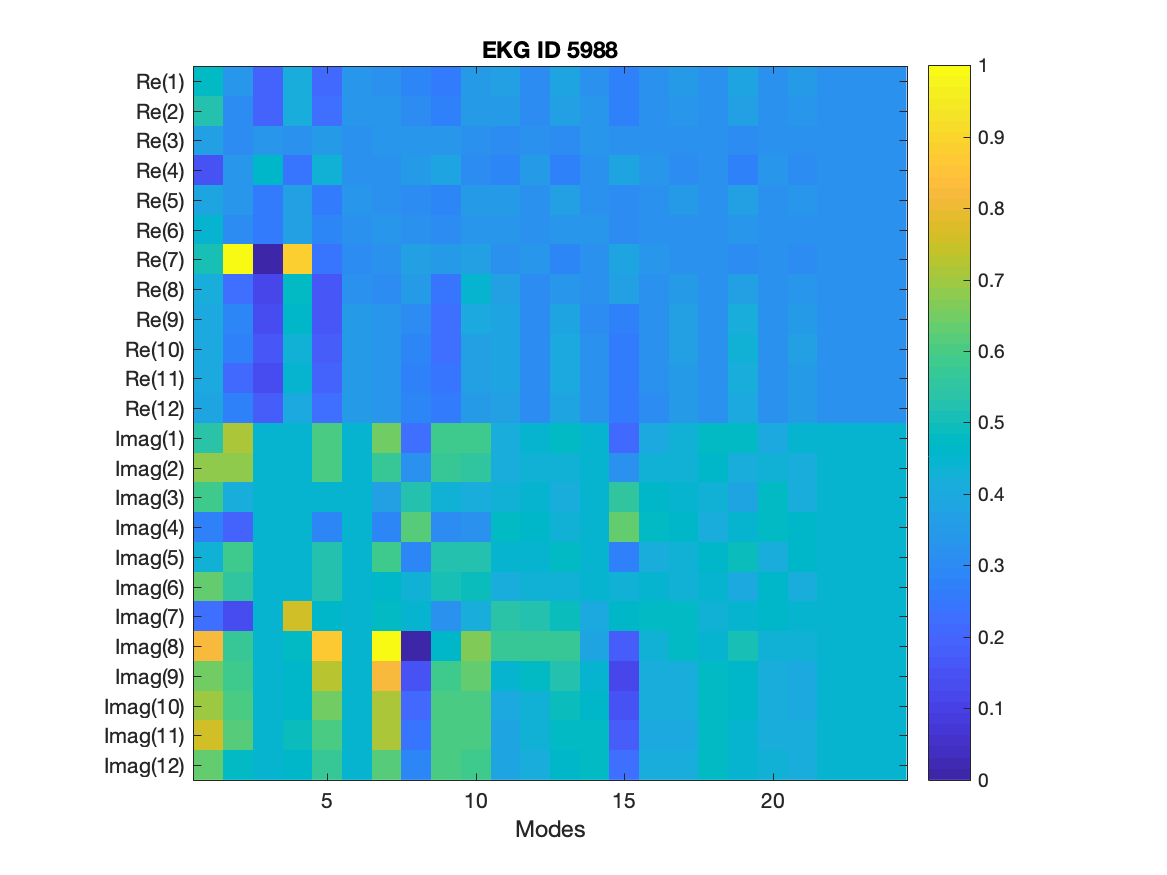 EKG ID 5988
Re(1)
Re(2)
Re(3)
Re(4)
Re(5)
Re(6)
Re(7)
Re(8)
Re(9)
Re(10)
Re(11)
Re(12)
Imag(1)
Imag(2)
Imag(3)
Imag(4)
Imag(5)
Imag(6)
Imag(7)
Imag(8)
Imag(9)
Imag(10)
Imag(11)
Imag(12)
5 10 15 20
Modes
1
0.9
0.8
0.7
0.6
0.5
0.4
0.3
0.2
0.1
0